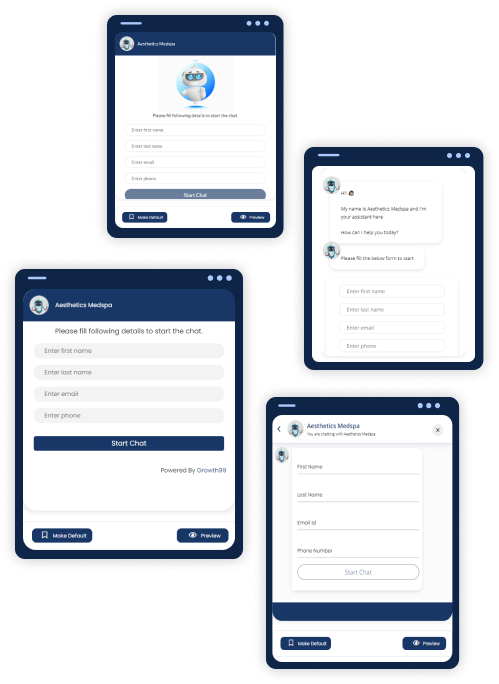 Aesthetics Medspa
Please fill following details to start the chat.
Enter first name
Enter last name
Enter email
Enter phone
Start Chat
Make Default
Preview
Hi!
My name is Aesthetics Medspa and I'm
your assistant here
How can I help you today?
Please fill the below form to start
Enter first name
Enter last name
Enter email
Enter phone
Aesthetics Medspa
Please fill following details to start the chat.
Enter first name
Enter last name
Enter email
Enter phone
Start Chat
Powered By Growth99
Make Default
Preview
Aesthetics Medspa
You are chatting with Aesthetics Medspa
First Name
Last Name
Email Id
Phone Number
Start Chat
Make Default
Preview